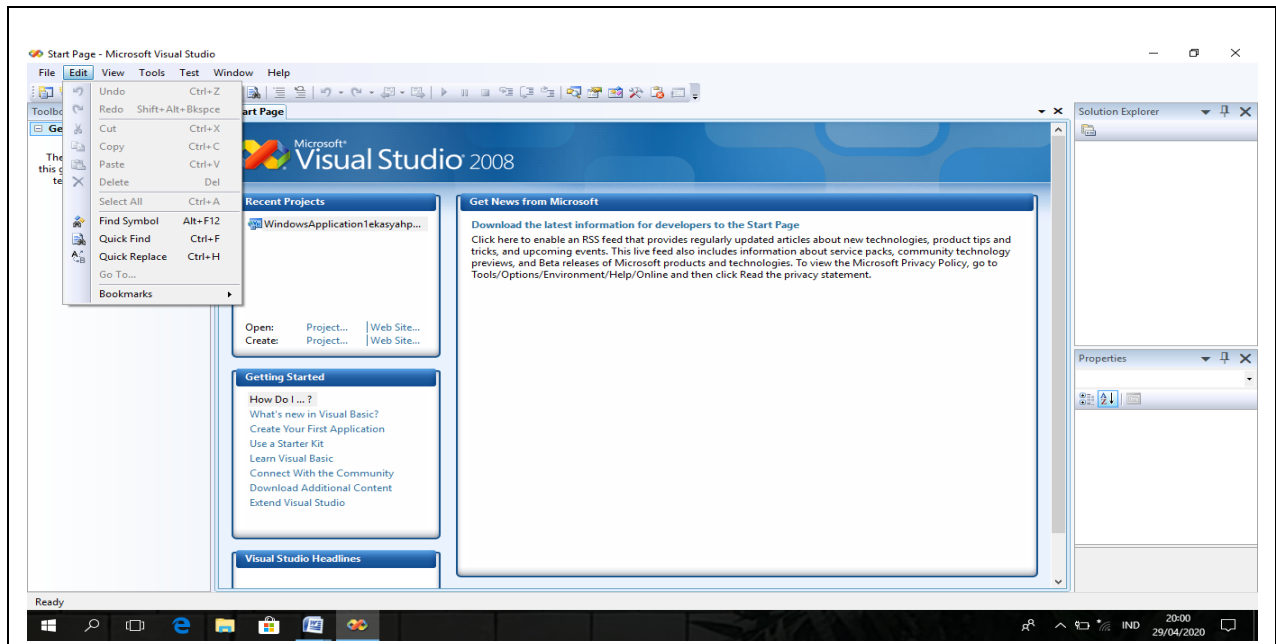 Start Page - Microsoft Visual Studio
File Edit View Tools Test Window Help
Undo Ctrl+Z
Redo Shift+Alt+Bkspce
Cut Ctrl+X
Copy Ctrl+C
Paste Ctrl+V
Delete Del
Select All Ctrl+A
Find Symbol Alt+F12
Quick Find Ctrl+F
Quick Replace Ctrl+H
Go To...
Bookmarks
Toolbo
Ge
The
this g
te
art Page
Microsoft®
Visual Studio® 2008
Recent Projects
WindowsApplication1ekasyahp...
Open: Project... | Web Site...
Create: Project... | Web Site...
Getting Started
How Do I ... ?
What's new in Visual Basic?
Create Your First Application
Use a Starter Kit
Learn Visual Basic
Connect With the Community
Download Additional Content
Extend Visual Studio
Visual Studio Headlines
Get News from Microsoft
Download the latest information for developers to the Start Page
Click here to enable an RSS feed that provides regularly updated articles about new technologies, product tips and
tricks, and upcoming events. This live feed also includes information about service packs, community technology
previews, and Beta releases of Microsoft products and technologies. To view the Microsoft Privacy Policy, go to
Tools/Options/Environment/Help/Online and then click Read the privacy statement.
Solution Explorer
Properties
Ready
IND
20:00
29/04/2020